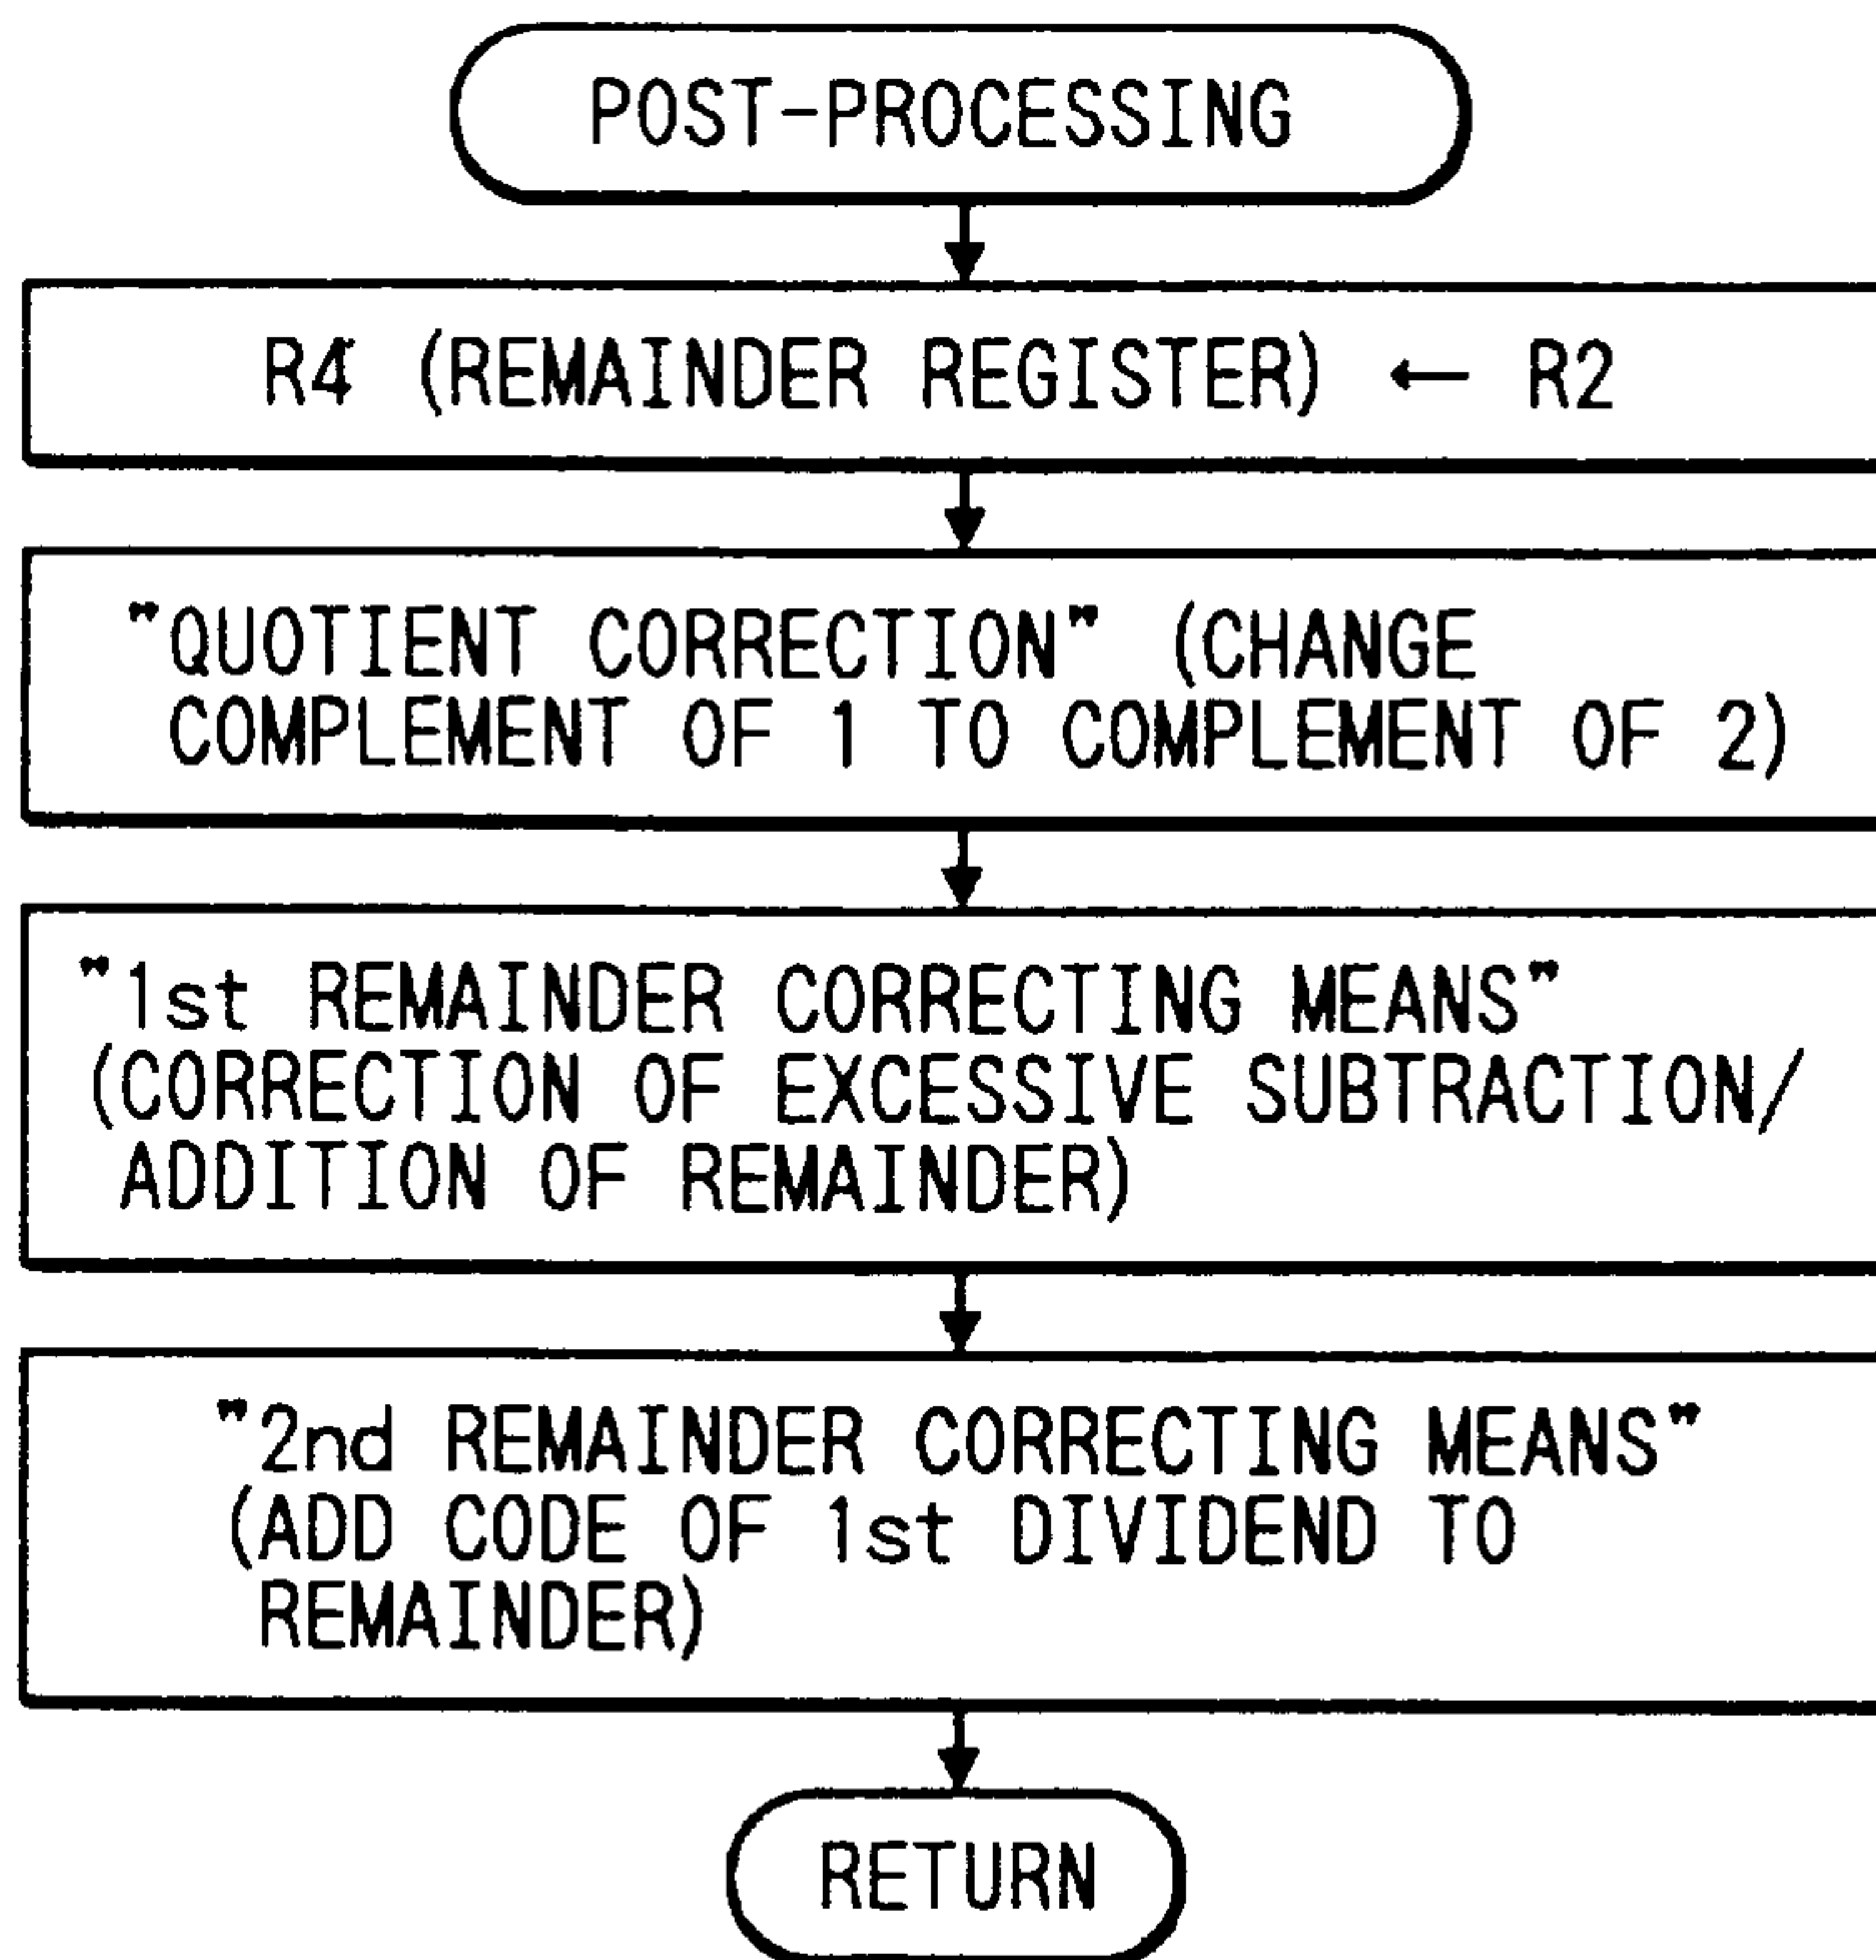 POST-PROCESSING
R4 (REMAINDER REGISTER) ← R2
"QUOTIENT CORRECTION" (CHANGE
COMPLEMENT OF 1 TO COMPLEMENT OF 2)
"1st REMAINDER CORRECTING MEANS"
(CORRECTION OF EXCESSIVE SUBTRACTION/
ADDITION OF REMAINDER)
"2nd REMAINDER CORRECTING MEANS"
(ADD CODE OF 1st DIVIDEND TO
REMAINDER)
RETURN